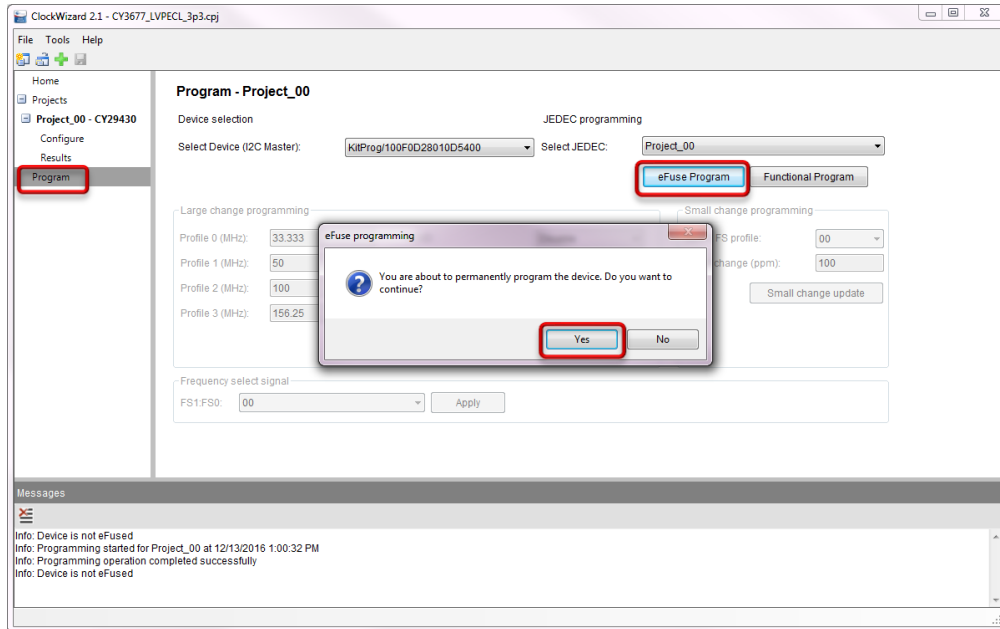 ClockWizard 2.1 - CY3677_LVPECL_3p3.cpj
File Tools Help
Home
Projects
Project_00 - CY29430
Configure
Results
Program
Program - Project_00
Device selection
JEDEC programming
Select Device (I2C Master): KitProg/100F0D28010D5400 Select JEDEC: Project_00
eFuse Program Functional Program
Large change programming
Small change programming
Profile 0 (MHz): 33.333
FS profile: 00
Profile 1 (MHz): 50
change (ppm): 100
Profile 2 (MHz): 100
Small change update
Profile 3 (MHz): 156.25
eFuse programming
You are about to permanently program the device. Do you want to
continue?
Yes No
Frequency select signal
FS1:FS0: 00 Apply
Messages
Info: Device is not eFused
Info: Programming started for Project_00 at 12/13/2016 1:00:32 PM
Info: Programming operation completed successfully
Info: Device is not eFused